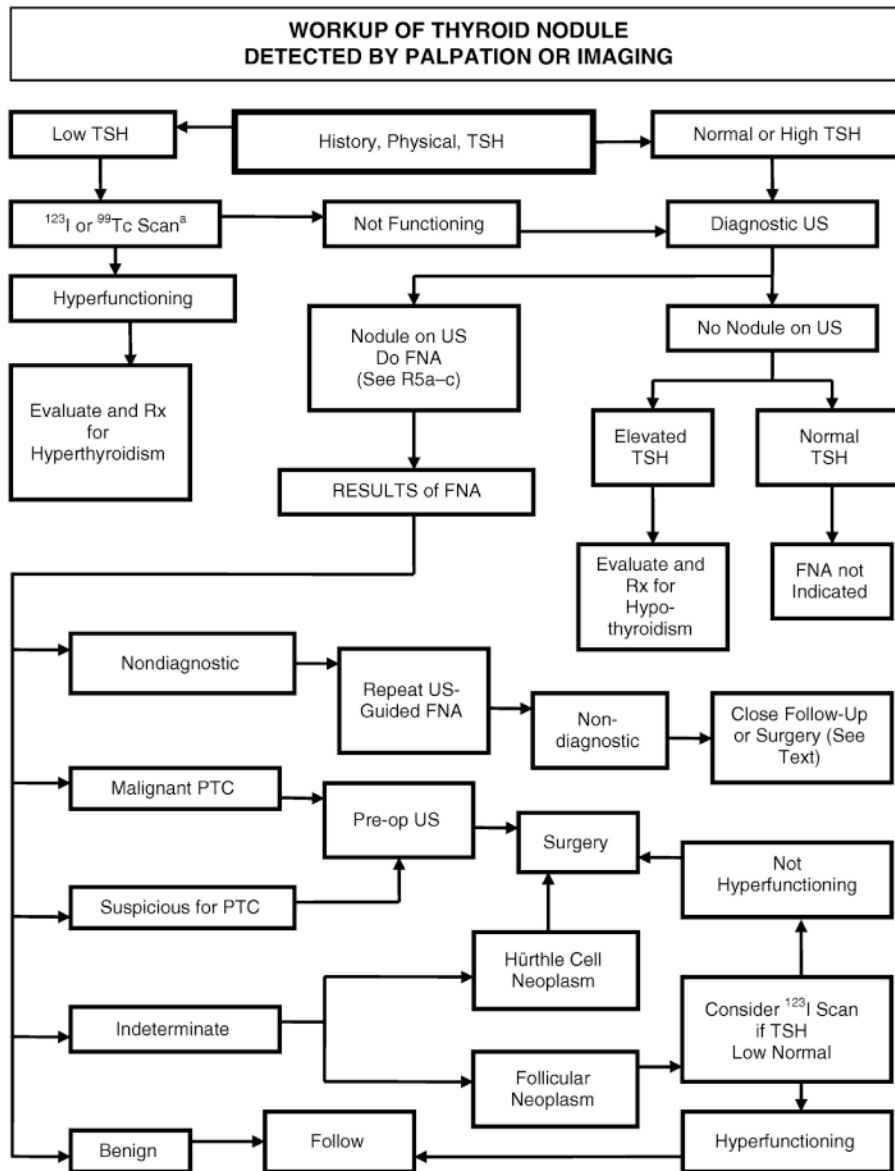 WORKUP OF THYROID NODULE
DETECTED BY PALPATION OR IMAGING
Low TSH
History, Physical, TSH
Normal or High TSH
¹²³I or ⁹⁹Tc Scanᵃ
Not Functioning
Diagnostic US
Hyperfunctioning
Nodule on US
Do FNA
(See R5a–c)
No Nodule on US
Evaluate and Rx
for
Hyperthyroidism
Elevated
TSH
Normal
TSH
RESULTS of FNA
Evaluate and
Rx for
Hypo-
thyroidism
FNA not
Indicated
Nondiagnostic
Repeat US-
Guided FNA
Non-
diagnostic
Close Follow-Up
or Surgery (See
Text)
Malignant PTC
Pre-op US
Surgery
Not
Hyperfunctioning
Suspicious for PTC
Hürthle Cell
Neoplasm
Indeterminate
Consider ¹²³I Scan
if TSH
Low Normal
Follicular
Neoplasm
Benign
Follow
Hyperfunctioning